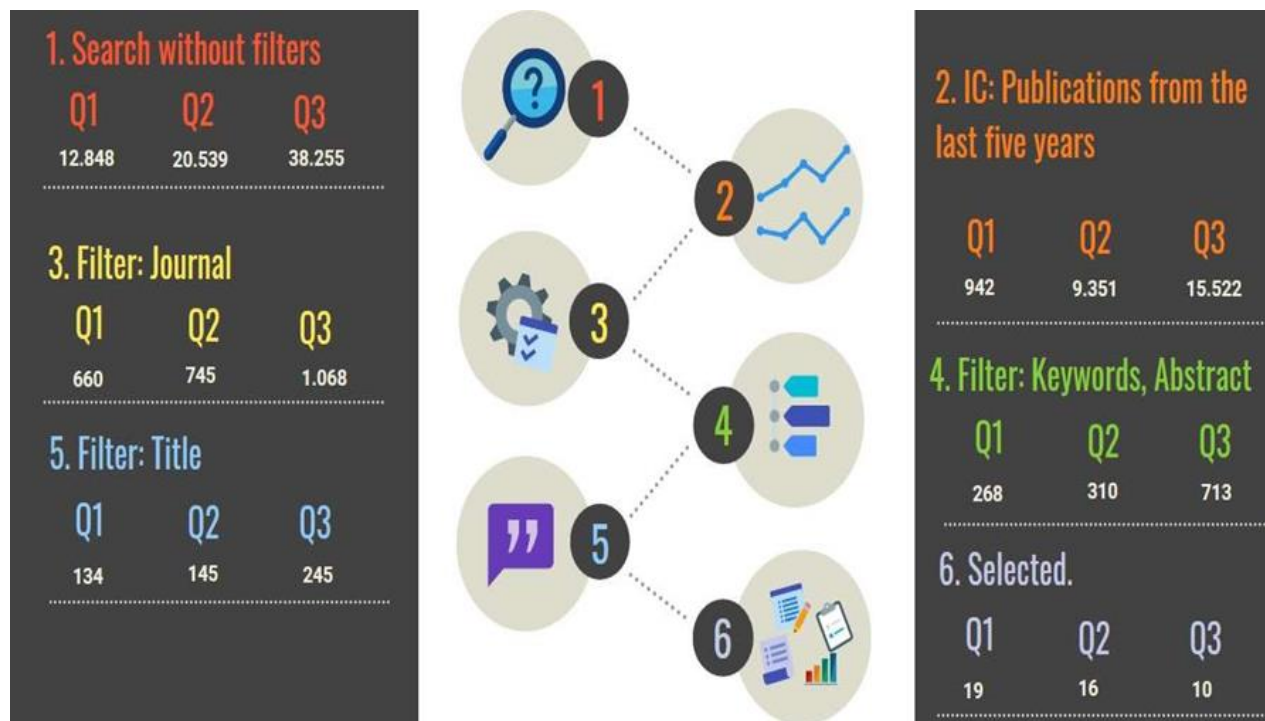 1. Search without filters
Q1 Q2 Q3
12.848 20.539 38.255
3. Filter: Journal
Q1 Q2 Q3
660 745 1.068
5. Filter: Title
Q1 Q2 Q3
134 145 245
1
2
3
4
5
6
2. IC: Publications from the
last five years
Q1 Q2 Q3
942 9.351 15.522
4. Filter: Keywords, Abstract
Q1 Q2 Q3
268 310 713
6. Selected.
Q1 Q2 Q3
19 16 10